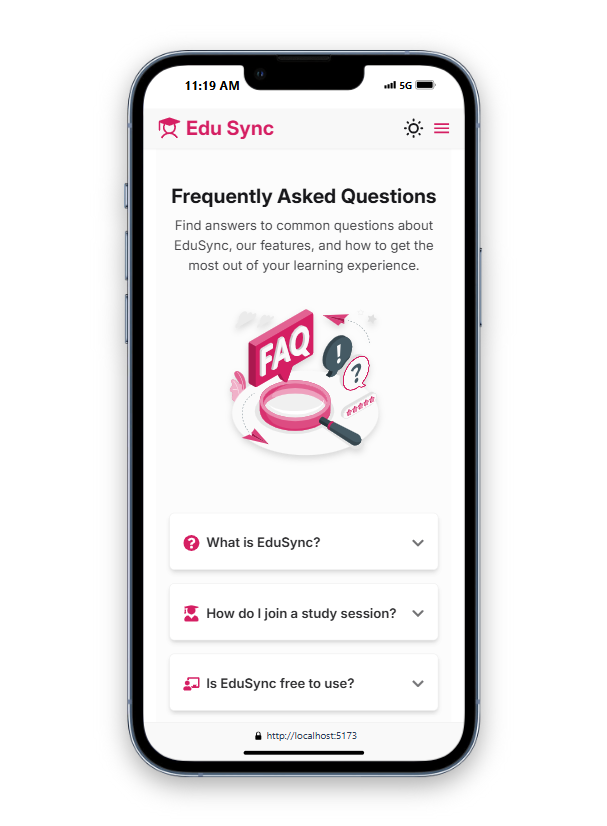 11:19 AM
5G
Edu Sync
Frequently Asked Questions
Find answers to common questions about
EduSync, our features, and how to get the
most out of your learning experience.
FAQ
!
?
What is EduSync?
How do I join a study session?
Is EduSync free to use?
http://localhost:5173